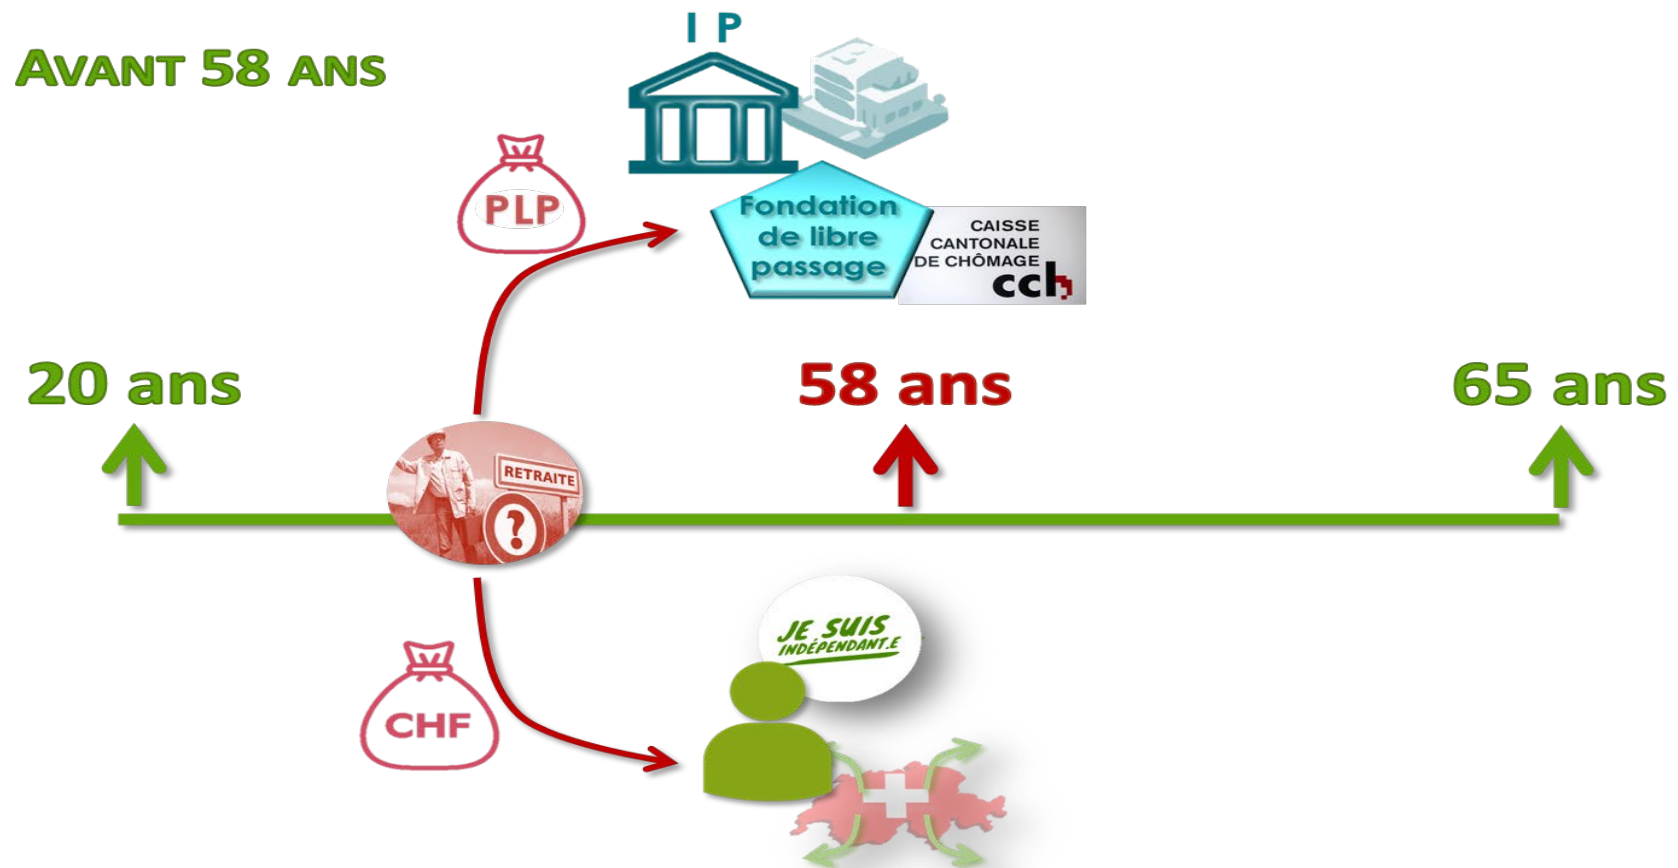 AVANT 58 ANS
I P
PLP
Fondation
de libre
passage
CAISSE
CANTONALE
DE CHÔMAGE
cch
20 ans
58 ans
65 ans
RETRAITE
?
JE SUIS
INDÉPENDANT.E
CHF